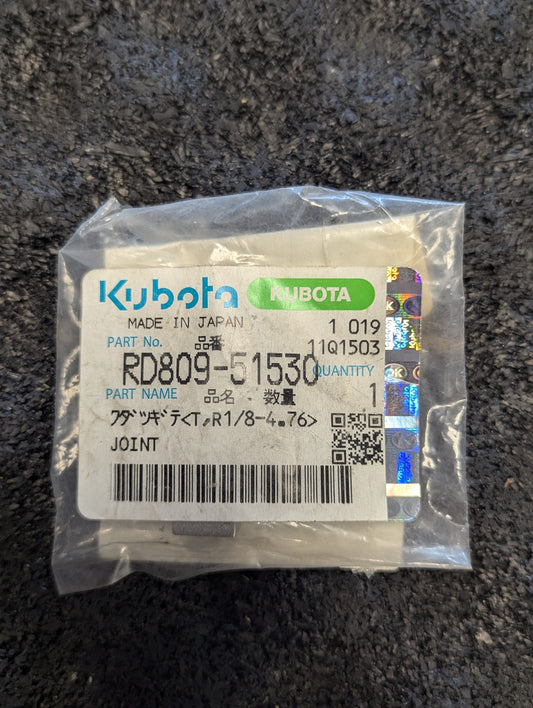 Kubota KUBOTA
MADE IN JAPAN 1 019
PART No. 品番 11Q1503
RD809-51530 QUANTITY
PART NAME 品名・数量 1
クダツギテ<T,R1/8-4.76>
JOINT